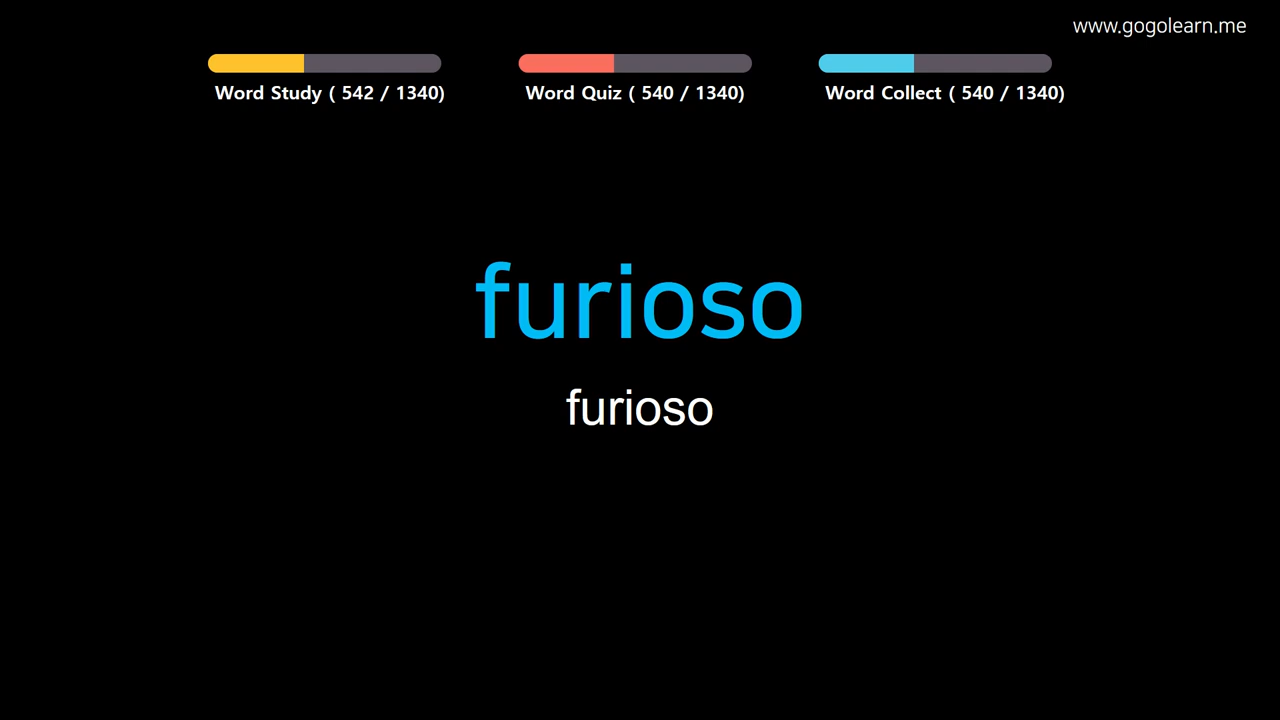 www.gogolearn.me
Word Study ( 542 / 1340)
Word Quiz ( 540 / 1340)
Word Collect ( 540 / 1340)
furioso
furioso